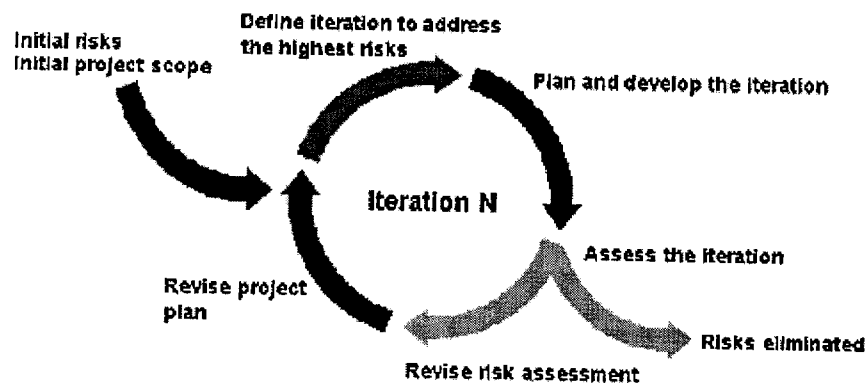 Initial risks
Initial project scope
Define iteration to address
the highest risks
Plan and develop the iteration
Iteration N
Assess the iteration
Risks eliminated
Revise risk assessment
Revise project
plan